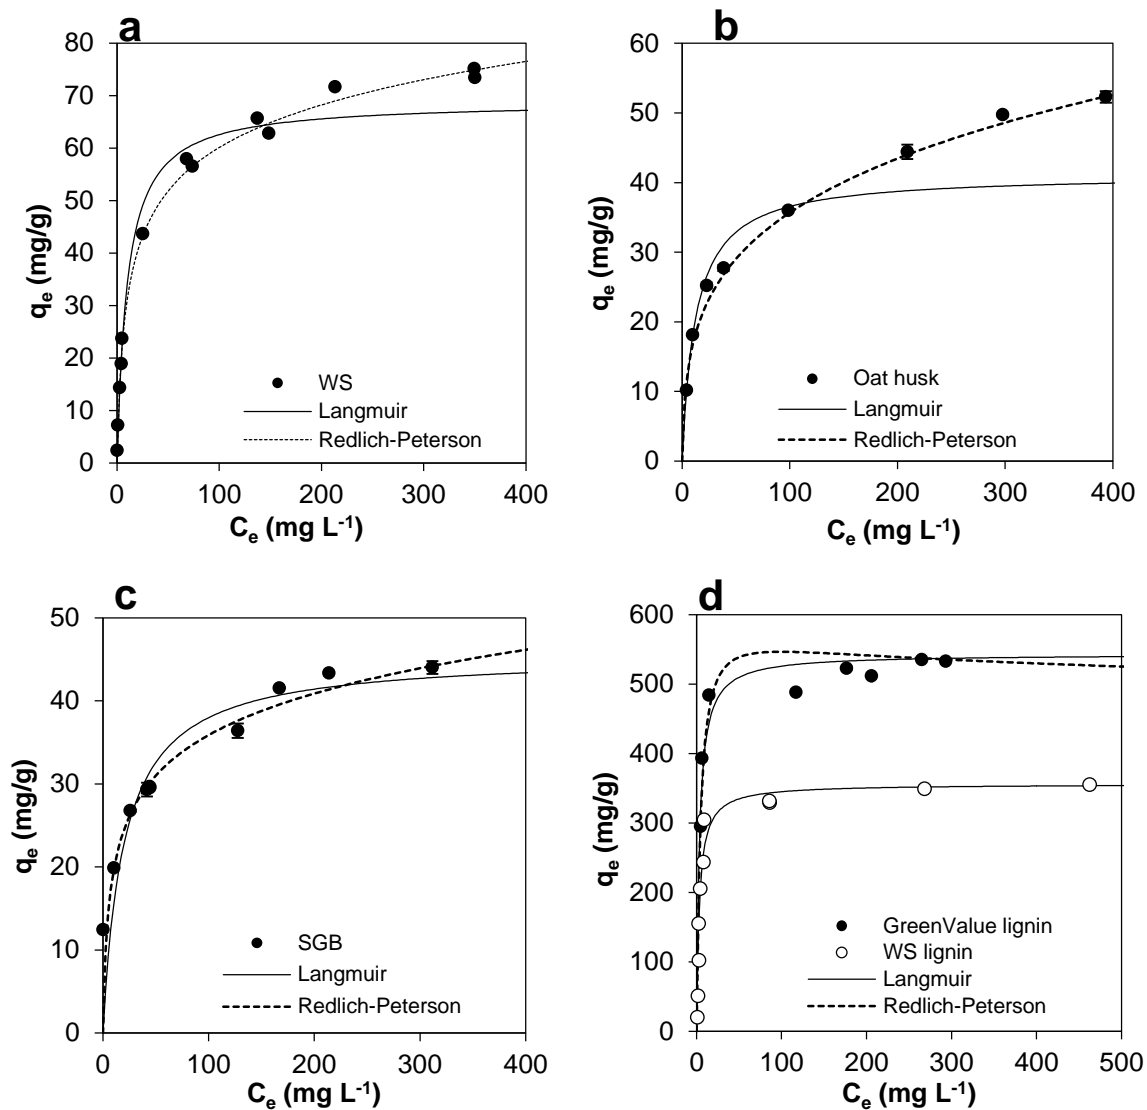 a
80
70
60
50
40
30
20
10
0
0 100 200 300 400
qe (mg/g)
Ce (mg L-1)
WS
Langmuir
Redlich-Peterson
b
60
50
40
30
20
10
0
0 100 200 300 400
qe (mg/g)
Ce (mg L-1)
Oat husk
Langmuir
Redlich-Peterson
c
50
40
30
20
10
0
0 100 200 300 400
qe (mg/g)
Ce (mg L-1)
SGB
Langmuir
Redlich-Peterson
d
600
500
400
300
200
100
0
0 100 200 300 400 500
qe (mg/g)
Ce (mg L-1)
GreenValue lignin
WS lignin
Langmuir
Redlich-Peterson